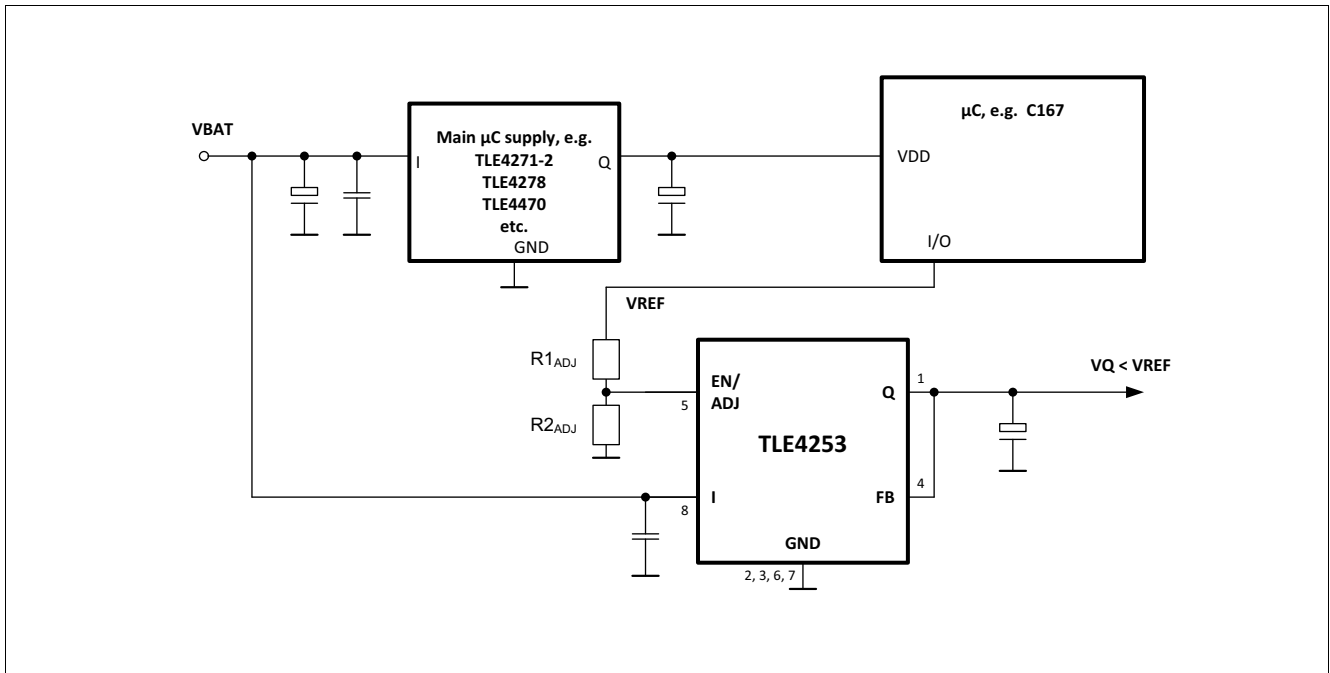 VBAT
I
Main µC supply, e.g.
TLE4271-2
TLE4278
TLE4470
etc.
GND
Q
µC, e.g. C167
VDD
I/O
VREF
R1ADJ
R2ADJ
EN/
ADJ
5
I
8
TLE4253
Q
1
FB
4
GND
2, 3, 6, 7
VQ < VREF